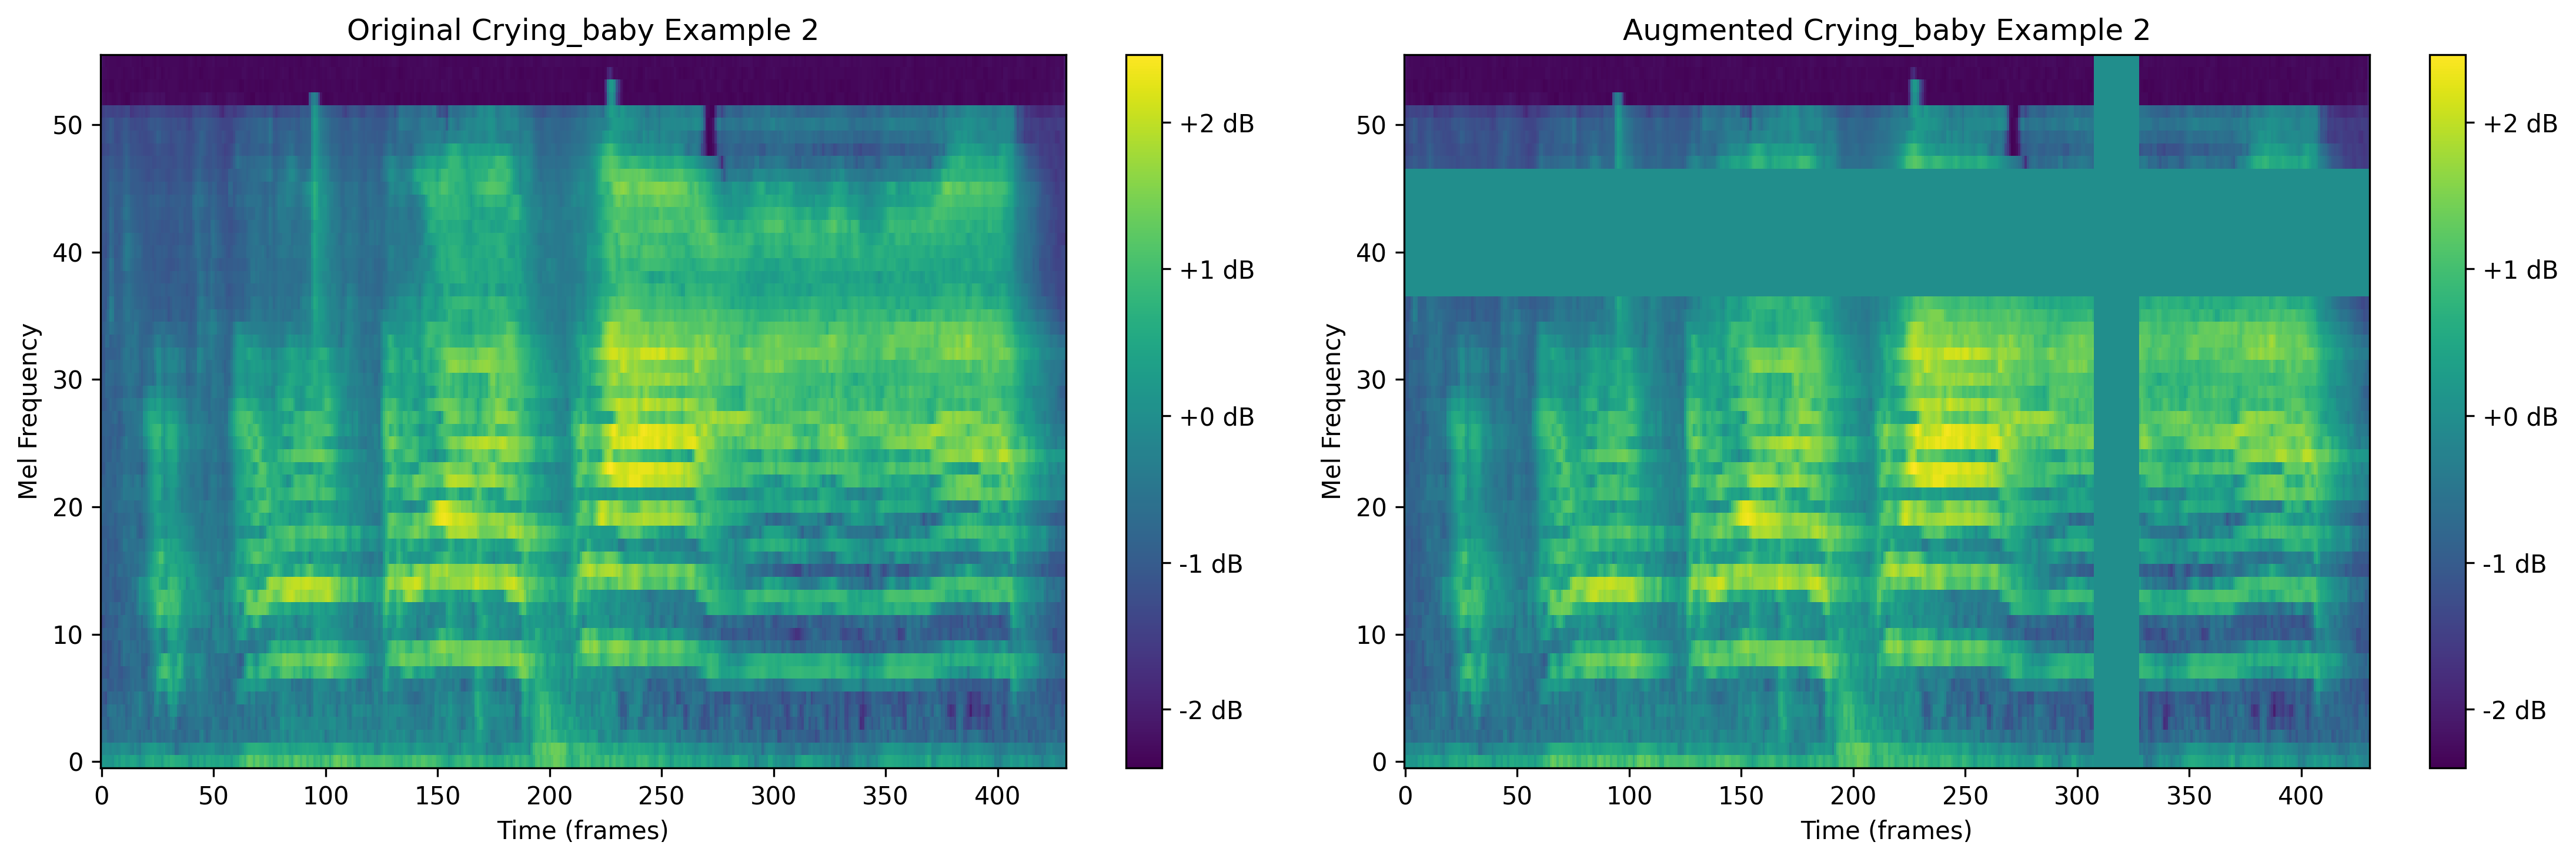 Original Crying_baby Example 2
50
40
30
20
10
0
Mel Frequency
0 50 100 150 200 250 300 350 400
Time (frames)
+2 dB
+1 dB
+0 dB
-1 dB
-2 dB
Augmented Crying_baby Example 2
50
40
30
20
10
0
Mel Frequency
0 50 100 150 200 250 300 350 400
Time (frames)
+2 dB
+1 dB
+0 dB
-1 dB
-2 dB